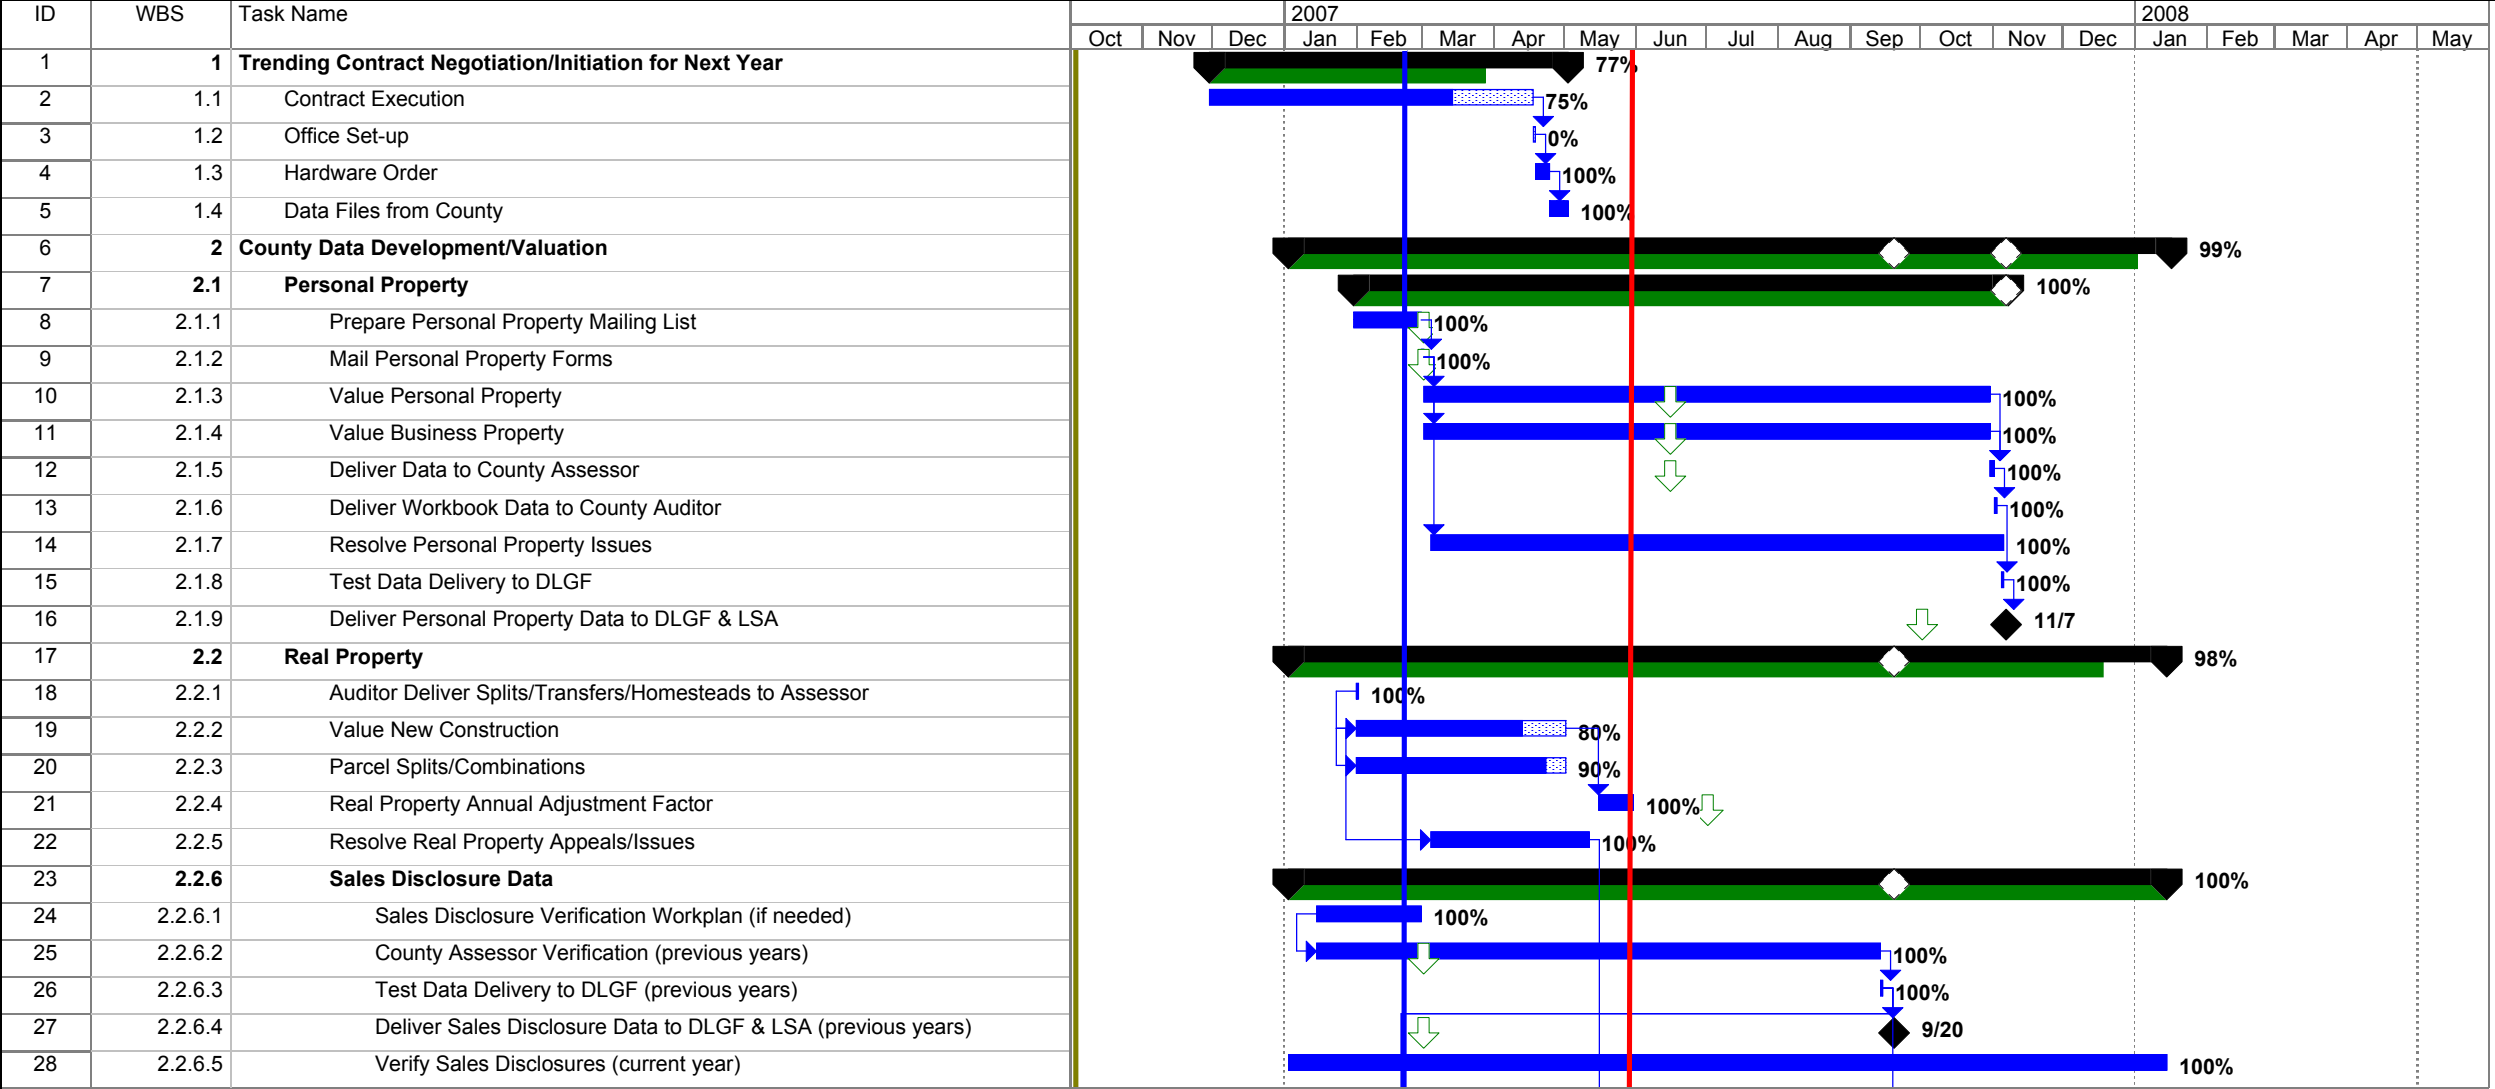 ID WBS Task Name 2007 2008
Oct Nov Dec Jan Feb Mar Apr May Jun Jul Aug Sep Oct Nov Dec Jan Feb Mar Apr May
1 1 Trending Contract Negotiation/Initiation for Next Year 77%
2 1.1 Contract Execution 75%
3 1.2 Office Set-up 0%
4 1.3 Hardware Order 100%
5 1.4 Data Files from County 100%
6 2 County Data Development/Valuation 99%
7 2.1 Personal Property 100%
8 2.1.1 Prepare Personal Property Mailing List 100%
9 2.1.2 Mail Personal Property Forms 100%
10 2.1.3 Value Personal Property 100%
11 2.1.4 Value Business Property 100%
12 2.1.5 Deliver Data to County Assessor 100%
13 2.1.6 Deliver Workbook Data to County Auditor 100%
14 2.1.7 Resolve Personal Property Issues 100%
15 2.1.8 Test Data Delivery to DLGF 100%
16 2.1.9 Deliver Personal Property Data to DLGF & LSA 11/7
17 2.2 Real Property 98%
18 2.2.1 Auditor Deliver Splits/Transfers/Homesteads to Assessor 100%
19 2.2.2 Value New Construction 80%
20 2.2.3 Parcel Splits/Combinations 90%
21 2.2.4 Real Property Annual Adjustment Factor 100%
22 2.2.5 Resolve Real Property Appeals/Issues 100%
23 2.2.6 Sales Disclosure Data 100%
24 2.2.6.1 Sales Disclosure Verification Workplan (if needed) 100%
25 2.2.6.2 County Assessor Verification (previous years) 100%
26 2.2.6.3 Test Data Delivery to DLGF (previous years) 100%
27 2.2.6.4 Deliver Sales Disclosure Data to DLGF & LSA (previous years) 9/20
28 2.2.6.5 Verify Sales Disclosures (current year) 100%